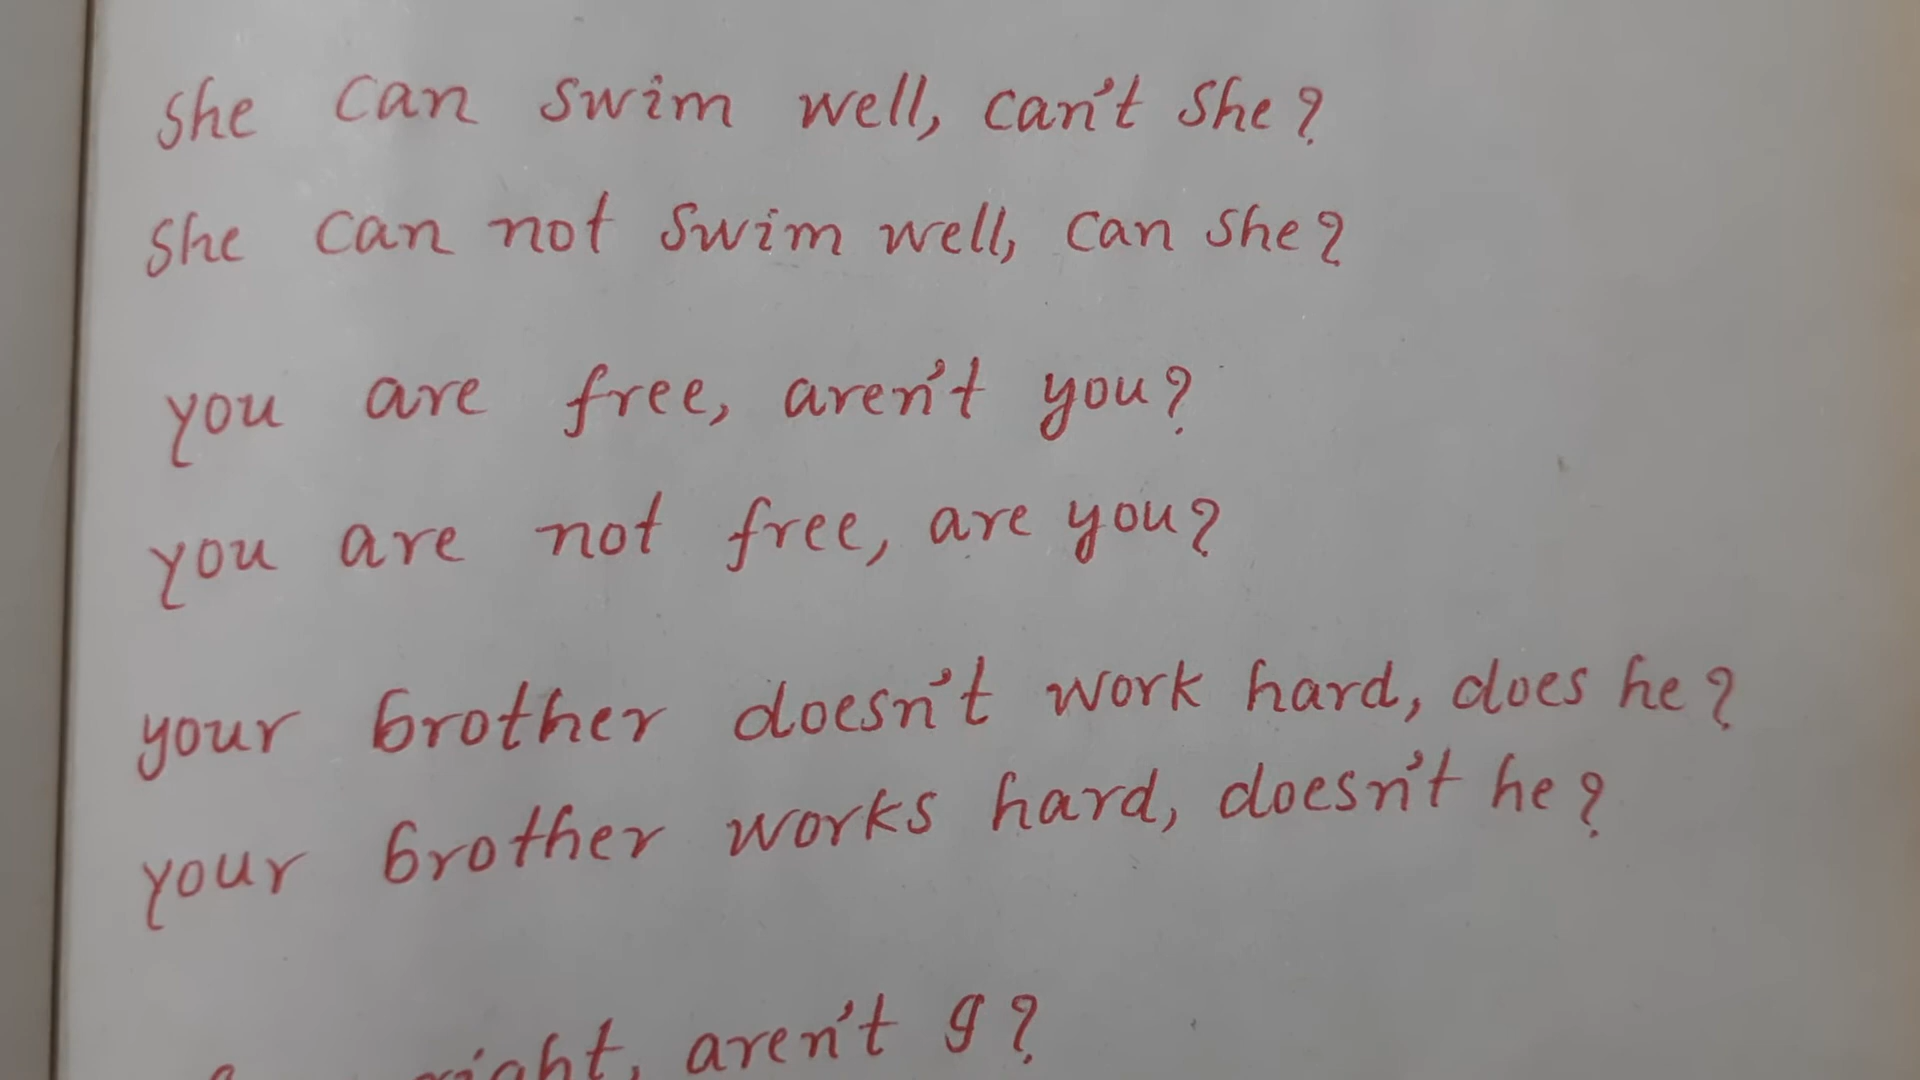 She can swim well, can't she?
She can not swim well, can she?
you are free, aren't you?
you are not free, are you?
your brother doesn't work hard, does he?
your brother works hard, doesn't he?
right, aren't I?